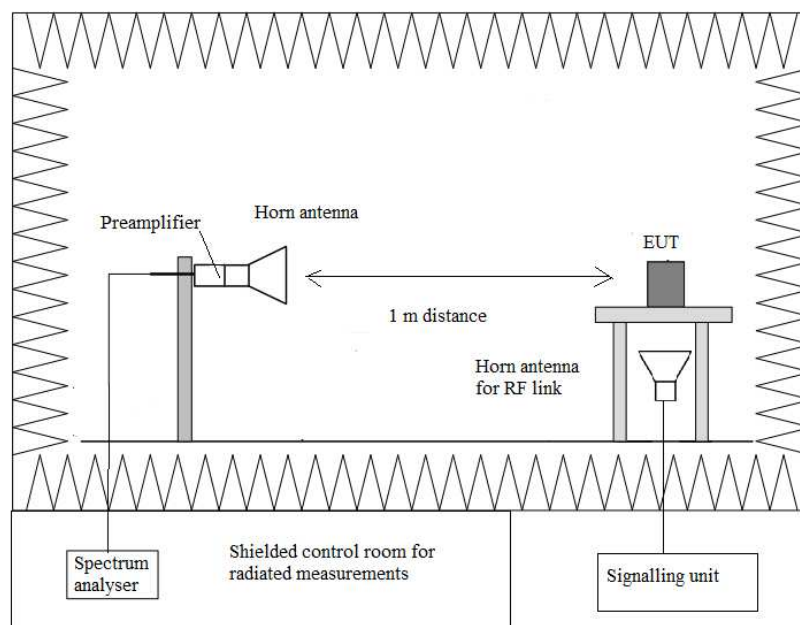 Horn antenna
Preamplifier
EUT
1 m distance
Horn antenna
for RF link
Spectrum
analyser
Shielded control room for
radiated measurements
Signalling unit